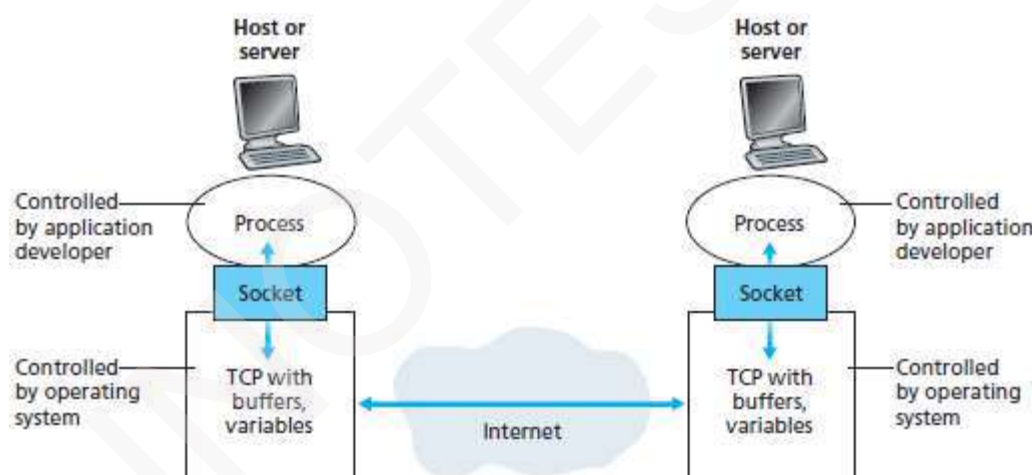 Host or
server
Host or
server
Controlled
by application
developer
Process
Process
Controlled
by application
developer
Socket
Socket
Controlled
by operating
system
TCP with
buffers,
variables
Internet
TCP with
buffers,
variables
Controlled
by operating
system